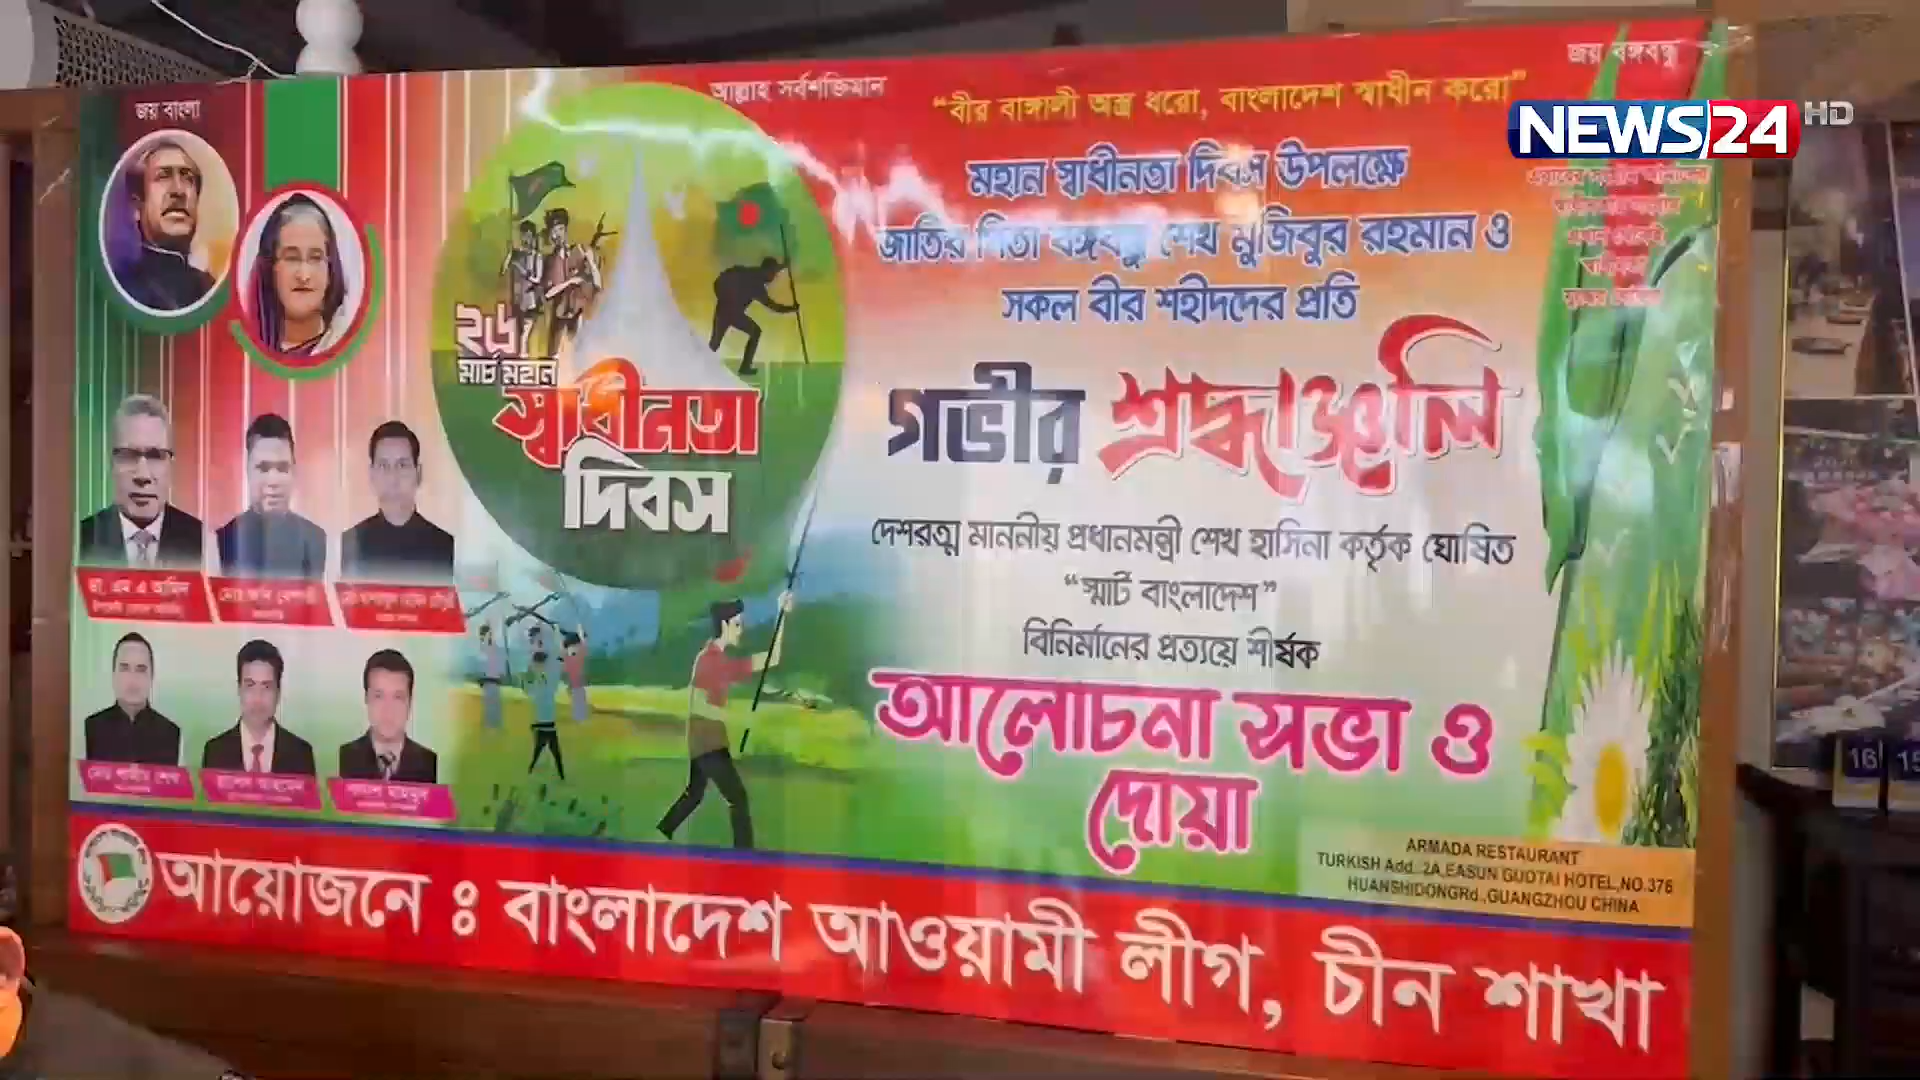 জয় বাংলা
আল্লাহ সর্বশক্তিমান
জয় বঙ্গবন্ধু
“বীর বাঙ্গালী অস্ত্র ধরো, বাংলাদেশ স্বাধীন করো”
NEWS24 HD
মহান স্বাধীনতা দিবস উপলক্ষে
জাতির পিতা বঙ্গবন্ধু শেখ মুজিবুর রহমান ও
সকল বীর শহীদদের প্রতি
গভীর শ্রদ্ধাঞ্জলি
২৬
মার্চ মহান
স্বাধীনতা
দিবস
দেশরত্ম মাননীয় প্রধানমন্ত্রী শেখ হাসিনা কর্তৃক ঘোষিত
“স্মার্ট বাংলাদেশ”
বিনির্মানের প্রত্যয়ে শীর্ষক
আলোচনা সভা ও
দোয়া
ARMADA RESTAURANT
TURKISH Add.:2A,EASUN GUOTAI HOTEL,NO.376
HUANSHIDONGRd.,GUANGZHOU CHINA
আয়োজনে ঃ বাংলাদেশ আওয়ামী লীগ, চীন শাখা
16